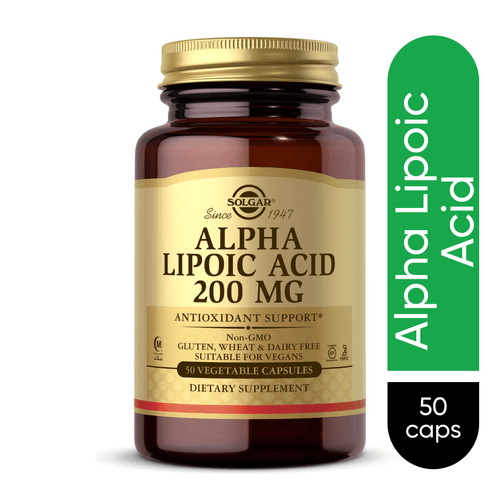 SOLGAR®
Since 1947
ALPHA
LIPOIC ACID
200 MG
ANTIOXIDANT SUPPORT*
Non-GMO
GLUTEN, WHEAT & DAIRY FREE
SUITABLE FOR VEGANS
50 VEGETABLE CAPSULES
DIETARY SUPPLEMENT
Alpha Lipoic
Acid
50
caps